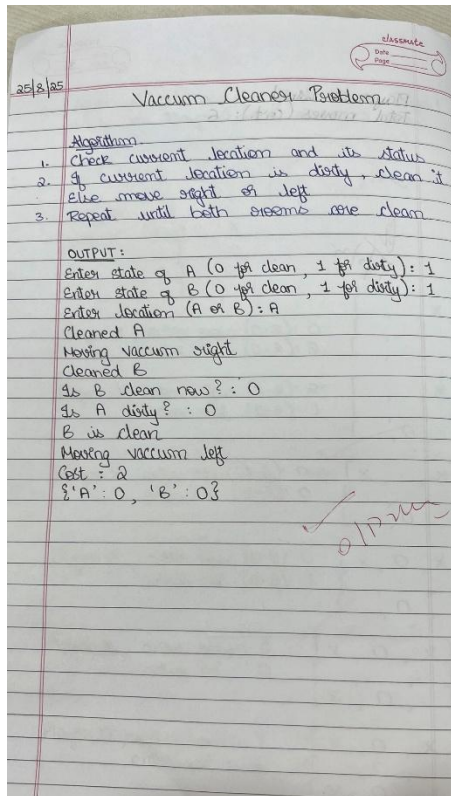 classmate
Date
Page
25/8/25
Vaccum Cleaner Problem
Algorithm
1. Check current location and its status
2. If current location is dirty, clean it
Else move right or left
3. Repeat until both rooms are clean
OUTPUT:
Enter state of A (0 for clean, 1 for dirty): 1
Enter state of B (0 for clean, 1 for dirty): 1
Enter location (A or B): A
Cleaned A
Moving vaccum right
Cleaned B
Is B clean now? : 0
Is A dirty? : 0
B is clean
Moving vaccum left
Cost : 2
{'A': 0, 'B': 0}